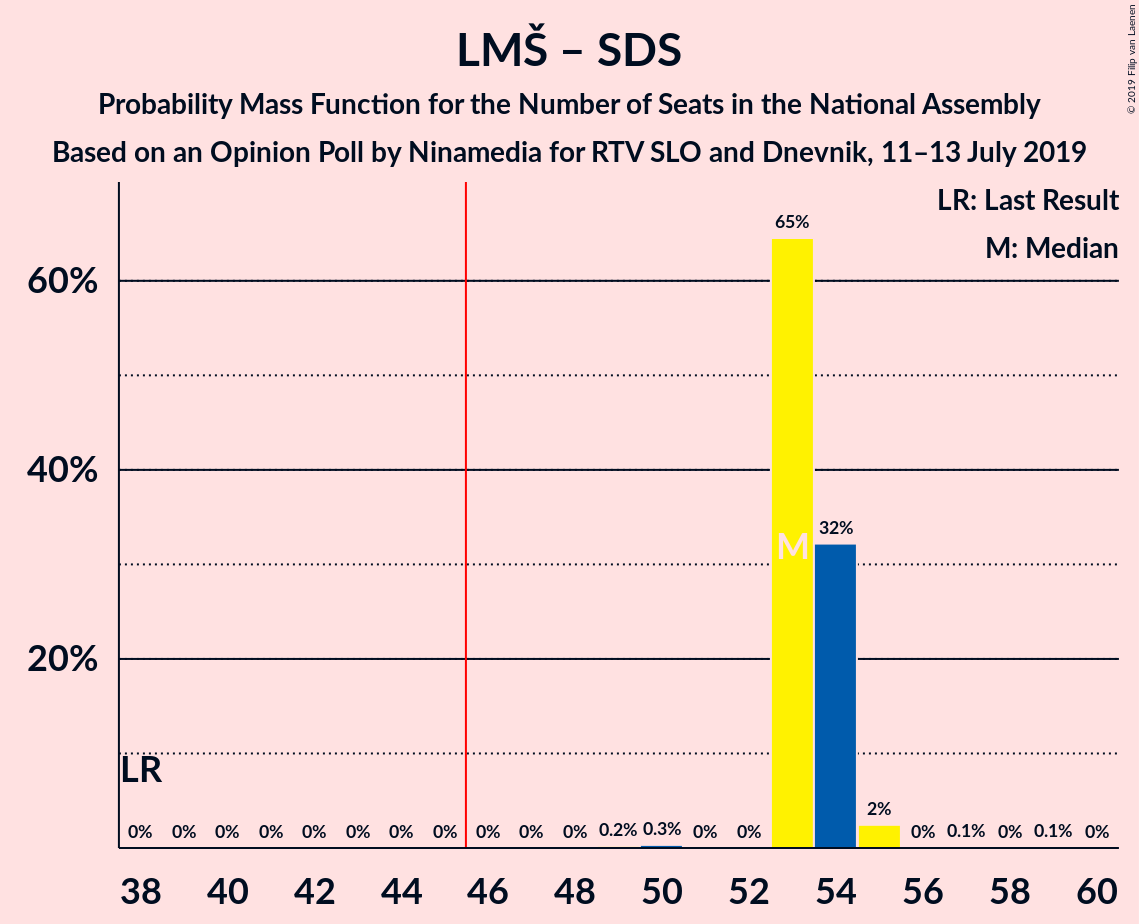 LMŠ – SDS
Probability Mass Function for the Number of Seats in the National Assembly
Based on an Opinion Poll by Ninamedia for RTV SLO and Dnevnik, 11–13 July 2019
© 2019 Filip van Laenen
LR: Last Result
M: Median
60%
40%
20%
65%
32%
M
LR
0% 0% 0% 0% 0% 0% 0% 0% 0% 0% 0% 0.2% 0.3% 0% 0% 2% 0% 0.1% 0% 0.1% 0%
38 40 42 44 46 48 50 52 54 56 58 60